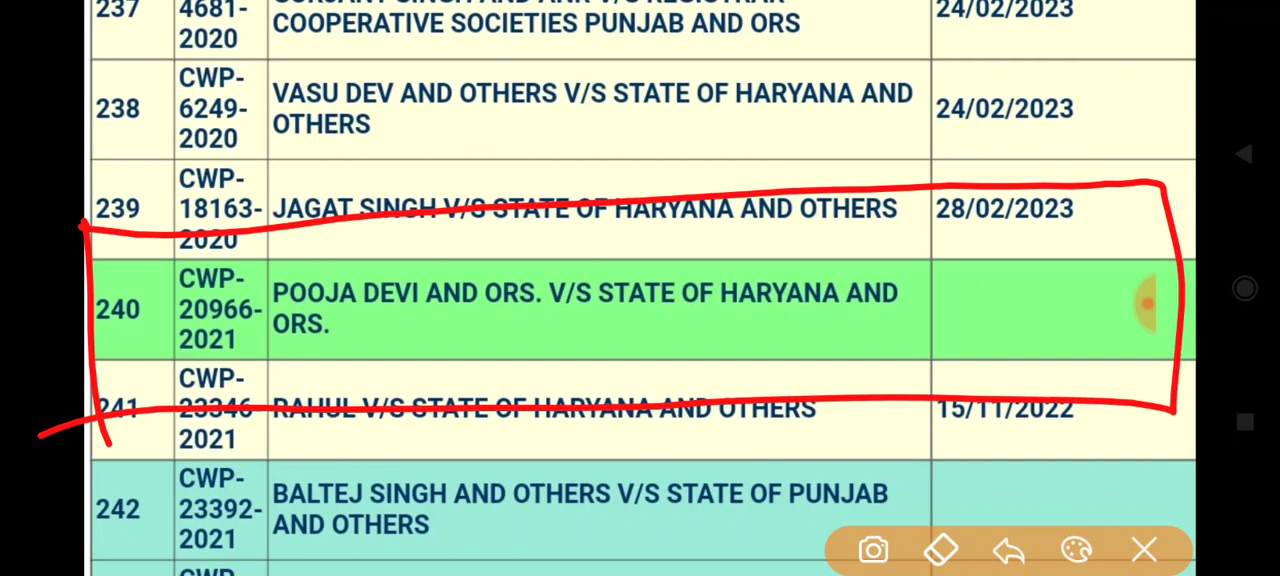 237
4681-
2020
COOPERATIVE SOCIETIES PUNJAB AND ORS
24/02/2023
238
CWP-
6249-
2020
VASU DEV AND OTHERS V/S STATE OF HARYANA AND
OTHERS
24/02/2023
239
CWP-
18163-
2020
JAGAT SINGH V/S STATE OF HARYANA AND OTHERS
28/02/2023
240
CWP-
20966-
2021
POOJA DEVI AND ORS. V/S STATE OF HARYANA AND
ORS.
241
CWP-
23346-
2021
RAHUL V/S STATE OF HARYANA AND OTHERS
15/11/2022
242
CWP-
23392-
2021
BALTEJ SINGH AND OTHERS V/S STATE OF PUNJAB
AND OTHERS
CWP-